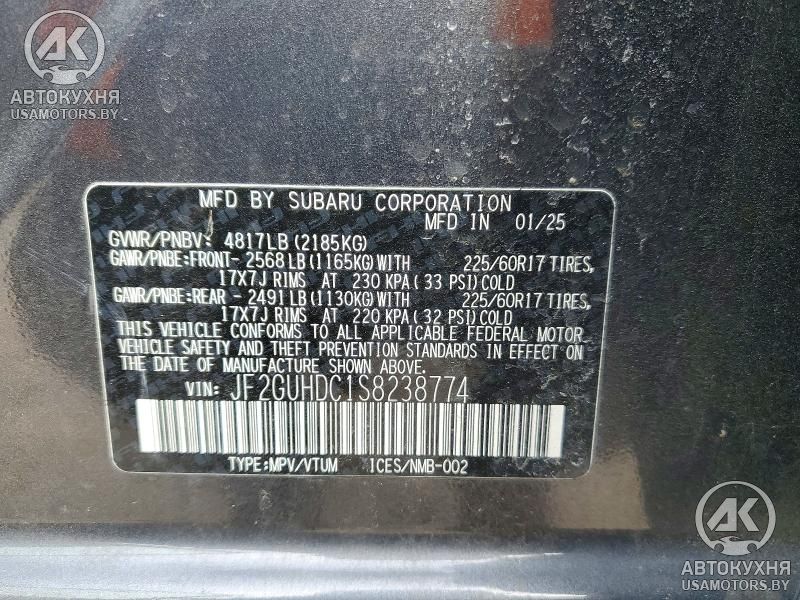 АК
АВТОКУХНЯ
USAMOTORS.BY
MFD BY SUBARU CORPORATION
MFD IN 01/25
GVWR/PNBV: 4817LB (2185KG)
GAWR/PNBE:FRONT- 2568 LB (1165KG) WITH 225/60R17 TIRES,
17X7J RIMS AT 230 KPA (33 PSI) COLD
GAWR/PNBE:REAR - 2491 LB (1130KG) WITH 225/60R17 TIRES,
17X7J RIMS AT 220 KPA (32 PSI) COLD
THIS VEHICLE CONFORMS TO ALL APPLICABLE FEDERAL MOTOR
VEHICLE SAFETY AND THEFT PREVENTION STANDARDS IN EFFECT ON
THE DATE OF MANUFACTURE SHOWN ABOVE.
VIN: JF2GUHDC1S8238774
TYPE:MPV/VTUM ICES/NMB-002
АК
АВТОКУХНЯ
USAMOTORS.BY